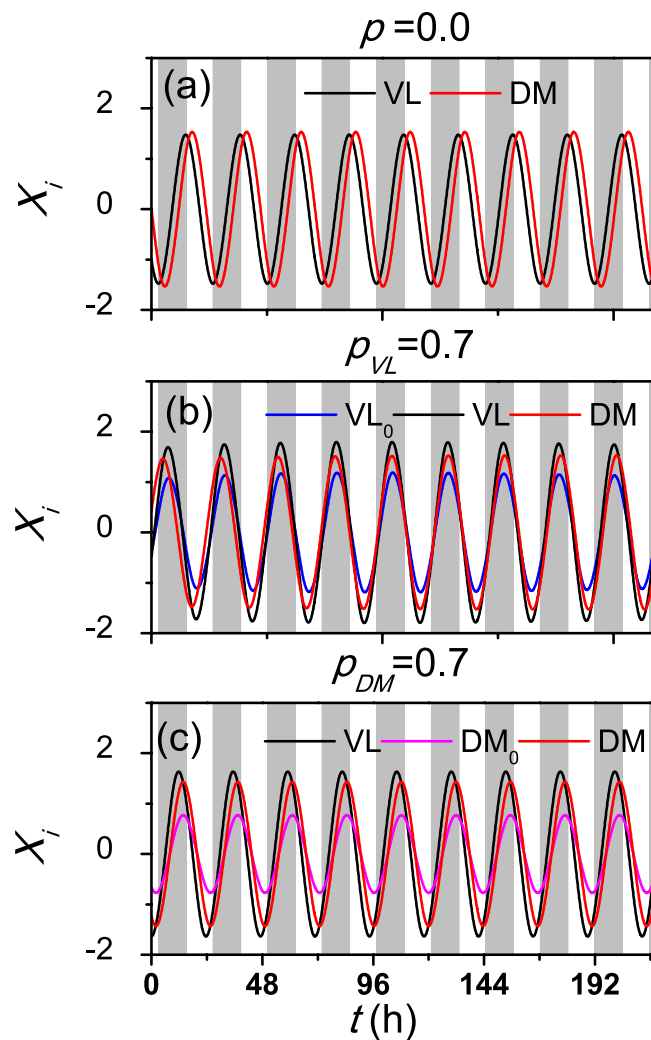 p=0.0
(a) VL DM
2
0
-2
X_i
p_VL=0.7
(b) VL_0 VL DM
2
0
-2
X_i
p_DM=0.7
(c) VL DM_0 DM
2
0
-2
X_i
0 48 96 144 192
t (h)